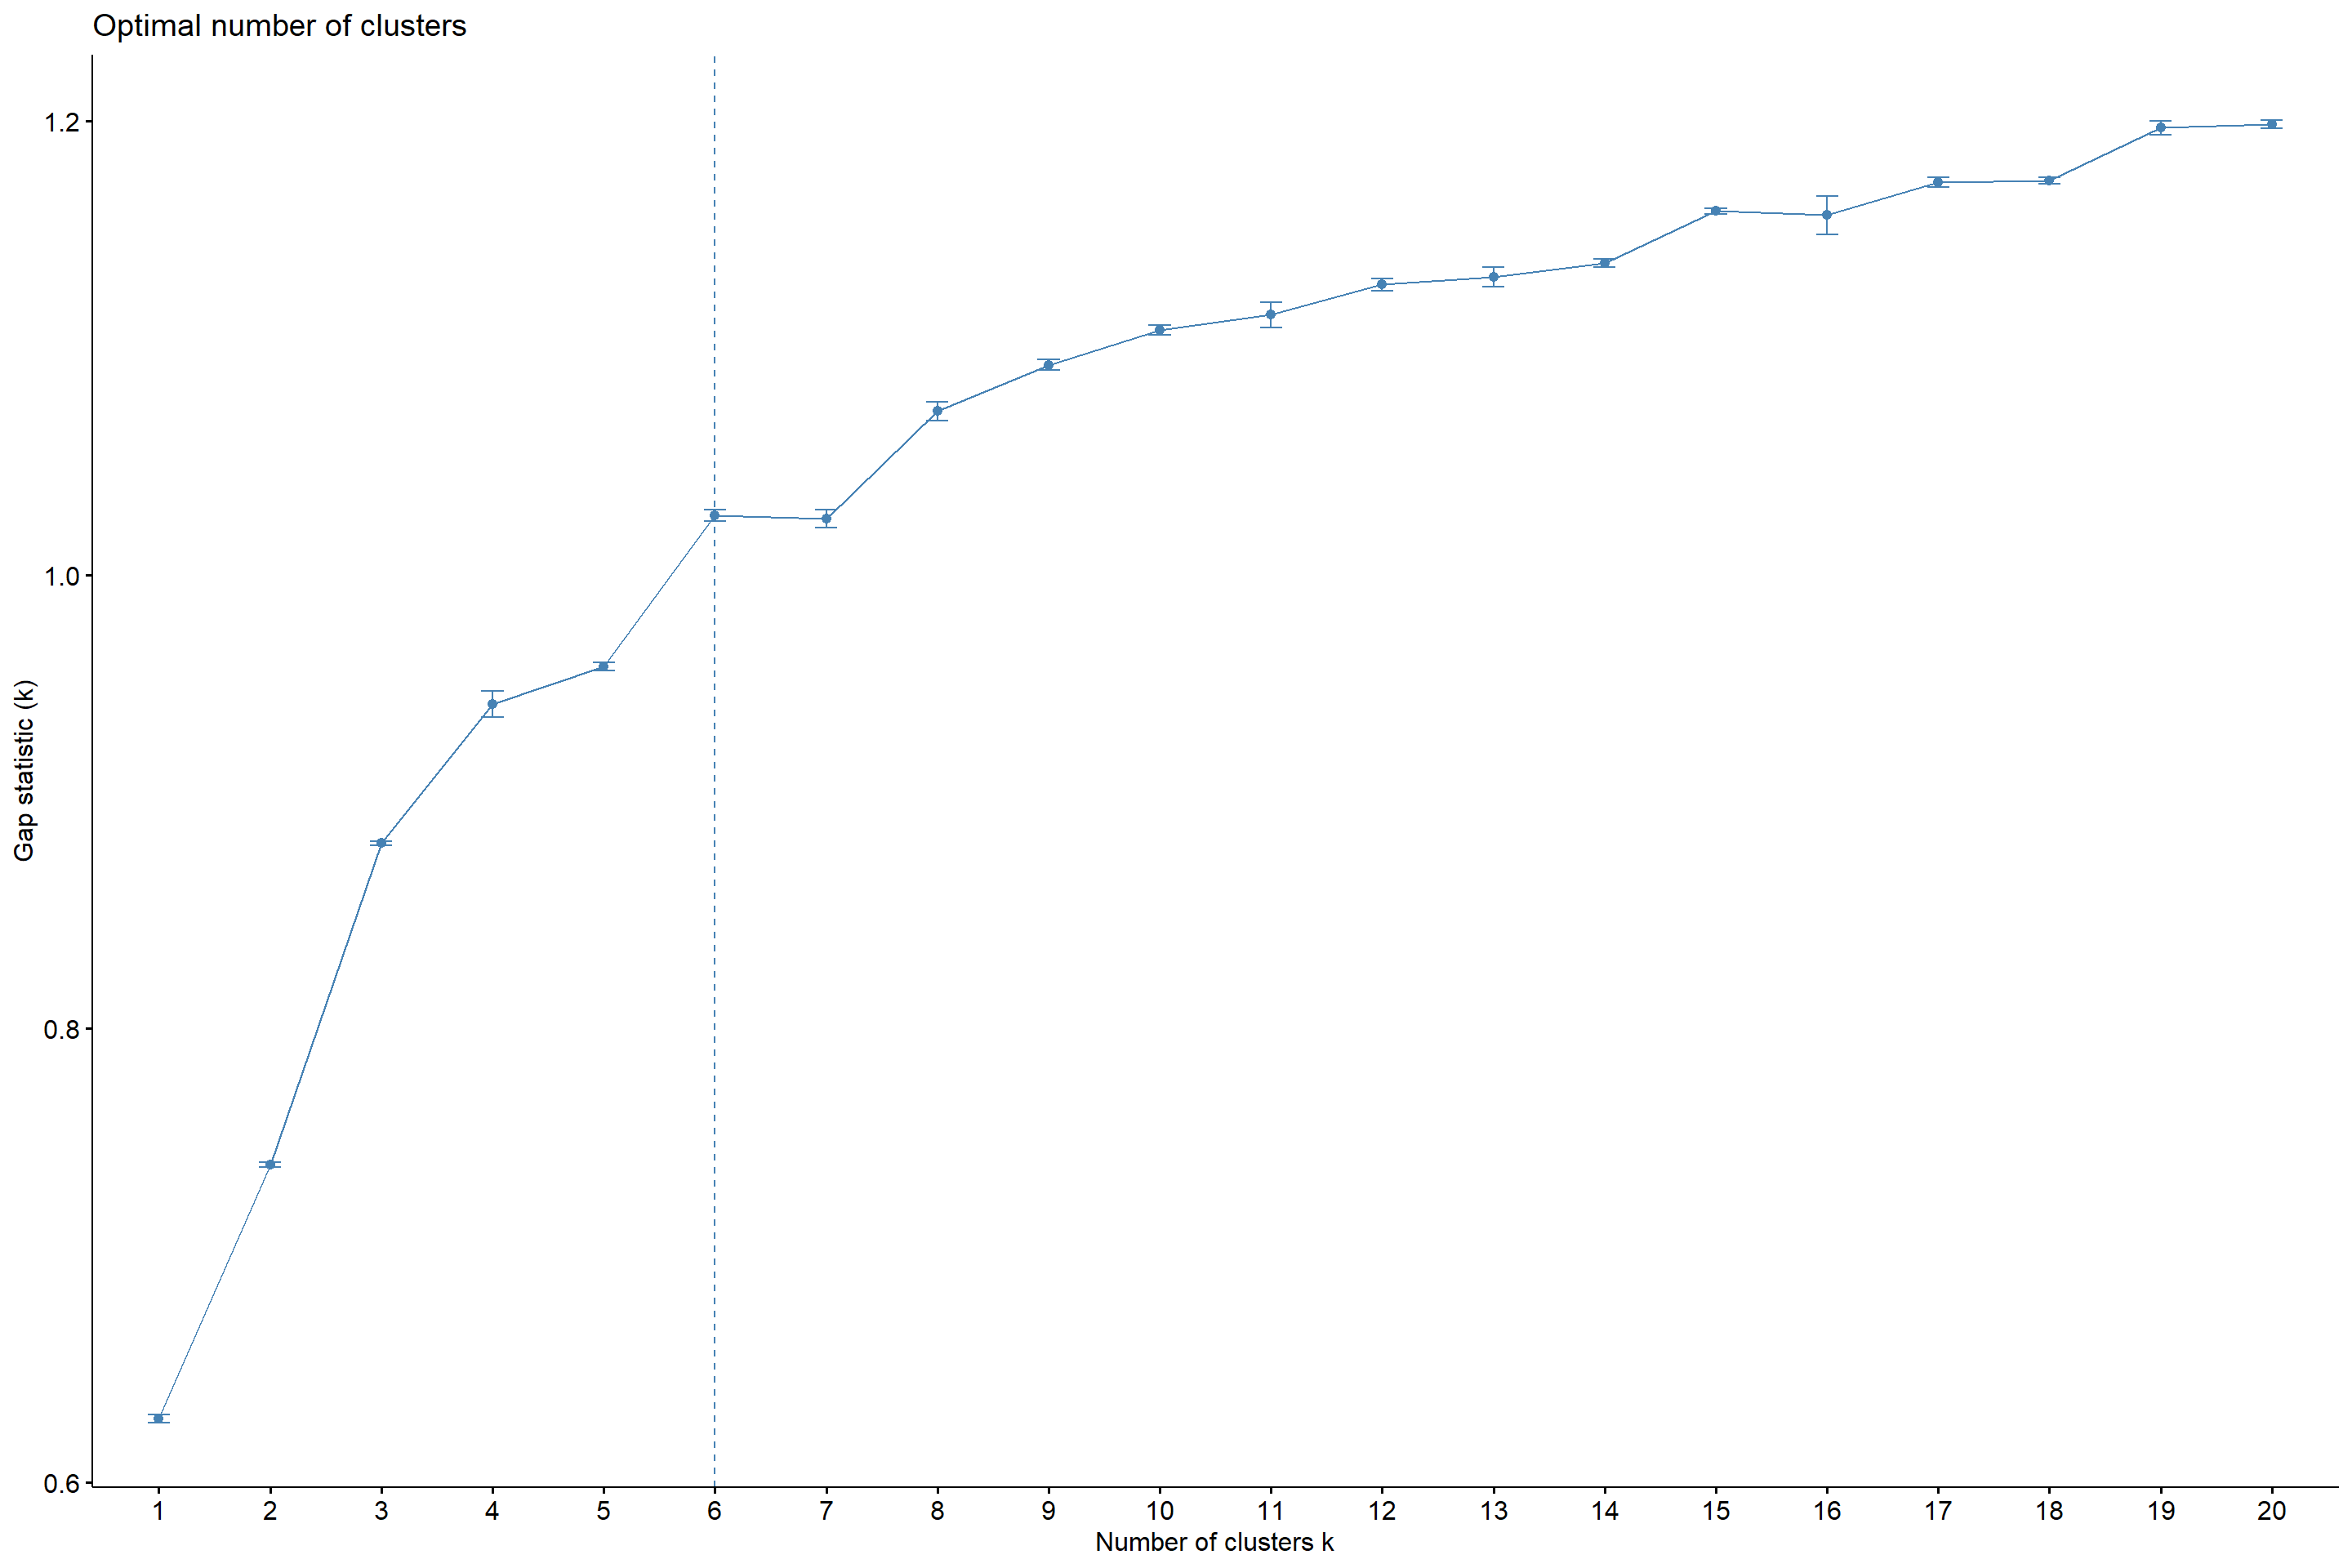 Optimal number of clusters
Gap statistic (k)
1.2
1.0
0.8
0.6
1 2 3 4 5 6 7 8 9 10 11 12 13 14 15 16 17 18 19 20
Number of clusters k